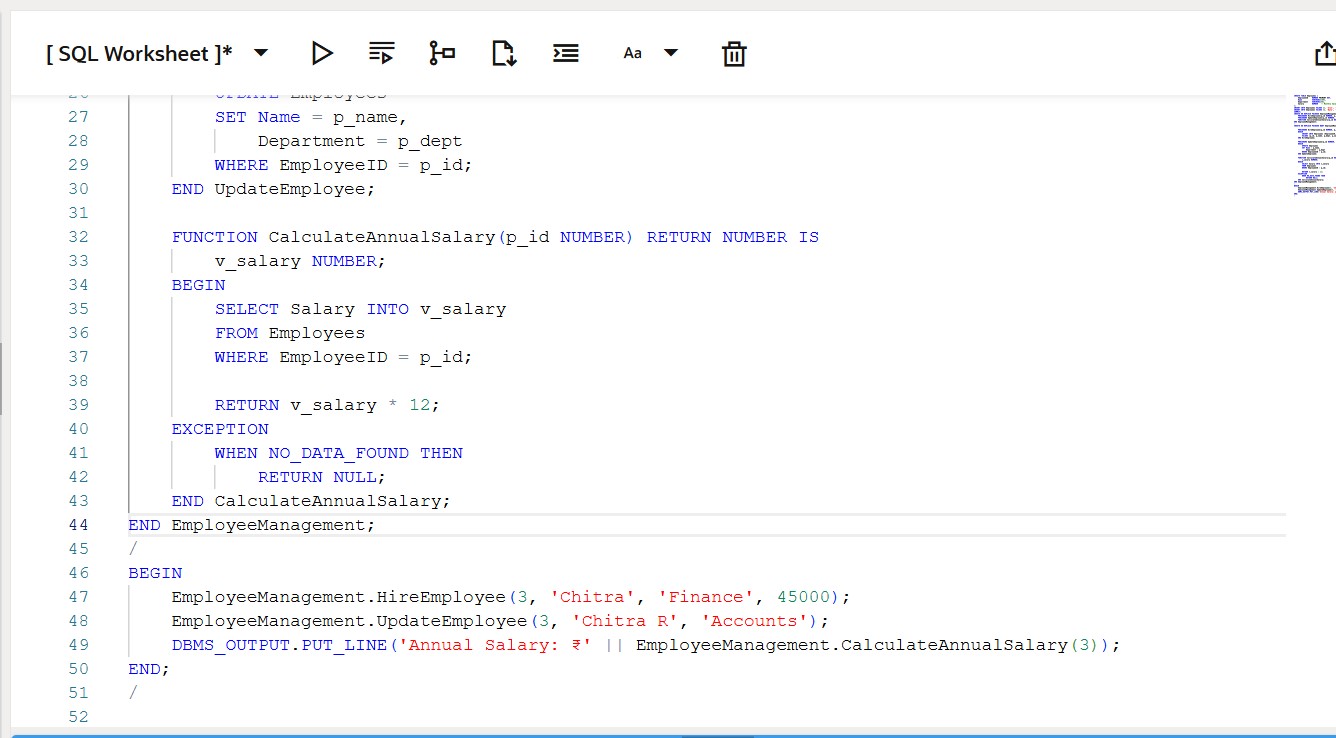 [ SQL Worksheet ]*
Aa
26 UPDATE Employees
27 SET Name = p_name,
28 Department = p_dept
29 WHERE EmployeeID = p_id;
30 END UpdateEmployee;
31
32 FUNCTION CalculateAnnualSalary(p_id NUMBER) RETURN NUMBER IS
33 v_salary NUMBER;
34 BEGIN
35 SELECT Salary INTO v_salary
36 FROM Employees
37 WHERE EmployeeID = p_id;
38
39 RETURN v_salary * 12;
40 EXCEPTION
41 WHEN NO_DATA_FOUND THEN
42 RETURN NULL;
43 END CalculateAnnualSalary;
44 END EmployeeManagement;
45 /
46 BEGIN
47 EmployeeManagement.HireEmployee(3, 'Chitra', 'Finance', 45000);
48 EmployeeManagement.UpdateEmployee(3, 'Chitra R', 'Accounts');
49 DBMS_OUTPUT.PUT_LINE('Annual Salary: ₹' || EmployeeManagement.CalculateAnnualSalary(3));
50 END;
51 /
52